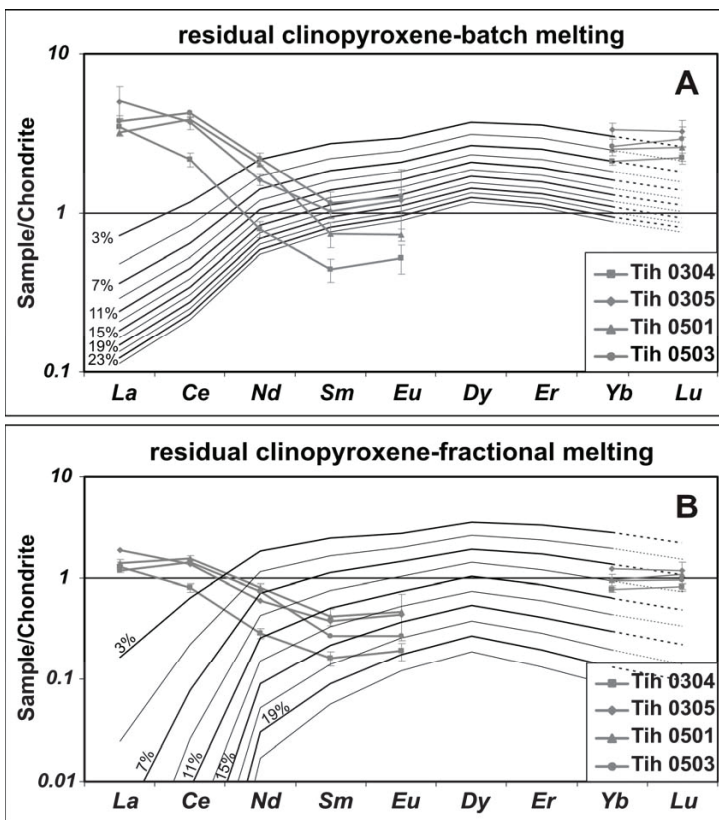 residual clinopyroxene-batch melting
A
Sample/Chondrite
10
1
0.1
3%
7%
11%
15%
19%
23%
La Ce Nd Sm Eu Dy Er Yb Lu
Tih 0304
Tih 0305
Tih 0501
Tih 0503
residual clinopyroxene-fractional melting
B
Sample/Chondrite
10
1
0.1
0.01
3%
7%
11%
15%
19%
La Ce Nd Sm Eu Dy Er Yb Lu
Tih 0304
Tih 0305
Tih 0501
Tih 0503